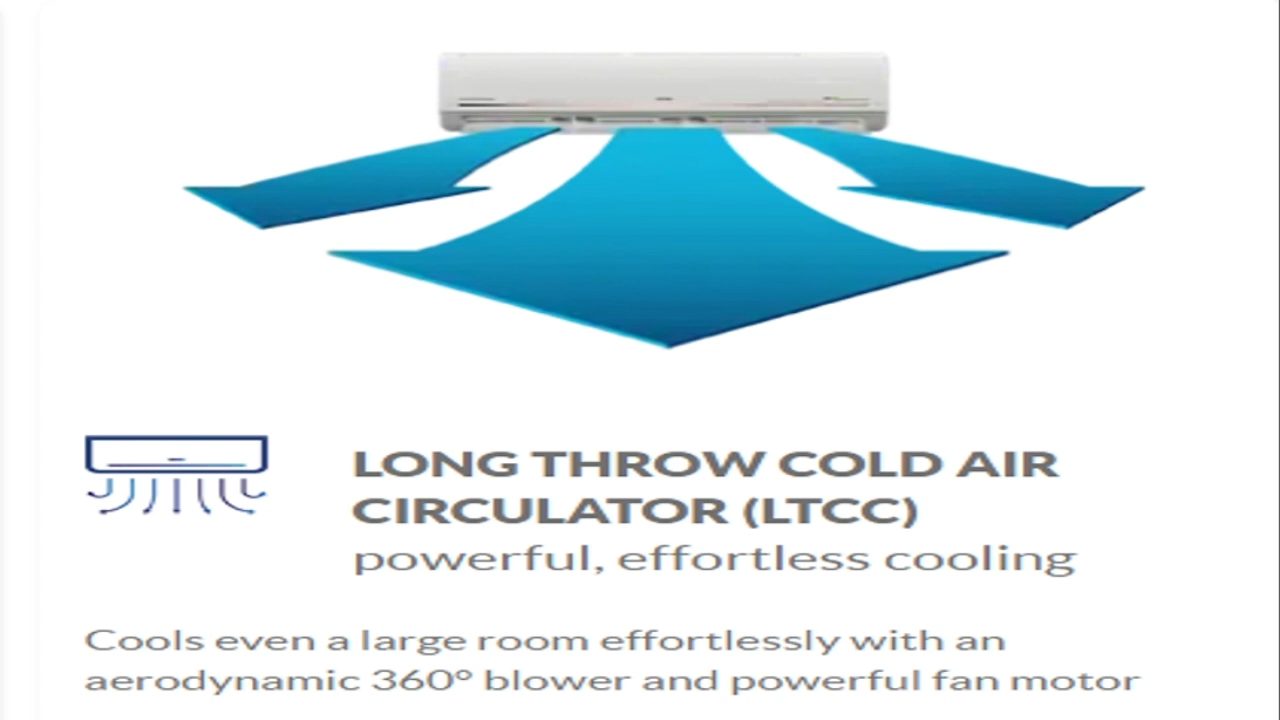 LONG THROW COLD AIR
CIRCULATOR (LTCC)
powerful, effortless cooling
Cools even a large room effortlessly with an
aerodynamic 360° blower and powerful fan motor